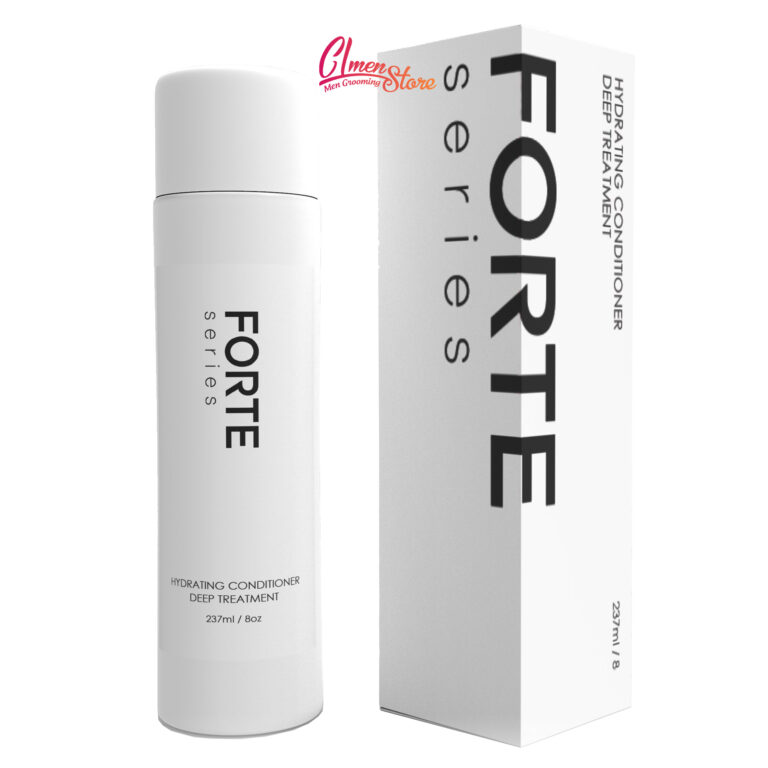 CImen
Men Grooming Store
FORTE
series
HYDRATING CONDITIONER
DEEP TREATMENT
237ml / 8oz
FORTE
series
HYDRATING CONDITIONER
DEEP TREATMENT
237ml / 8